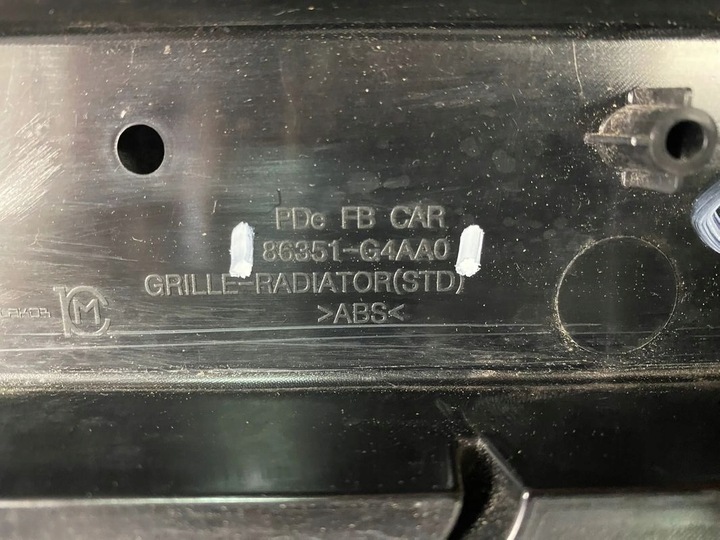 PDc FB CAR
86351-G4AA0
GRILLE-RADIATOR(STD)
>ABS<